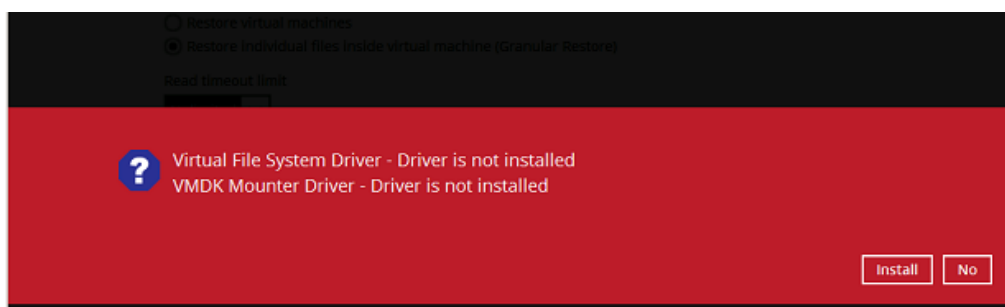 Restore virtual machines
Restore individual files inside virtual machine (Granular Restore)
Read timeout limit
Virtual File System Driver - Driver is not installed
VMDK Mounter Driver - Driver is not installed
Install
No